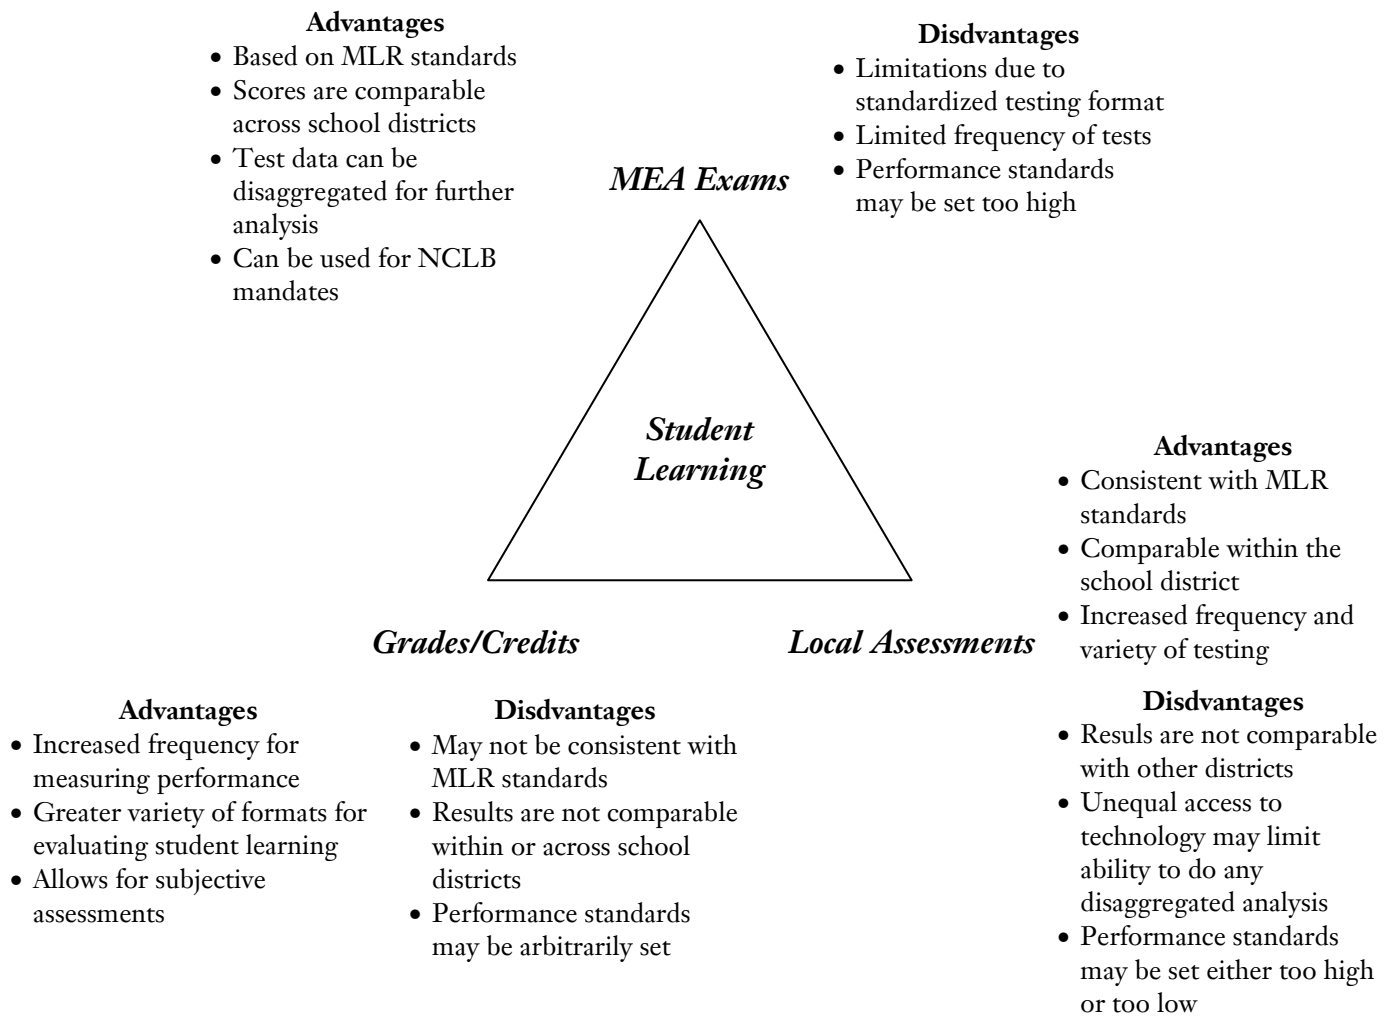 Advantages
• Based on MLR standards
• Scores are comparable
across school districts
• Test data can be
disaggregated for further
analysis
• Can be used for NCLB
mandates
Disdvantages
• Limitations due to
standardized testing format
• Limited frequency of tests
• Performance standards
may be set too high
MEA Exams
Student
Learning
Advantages
• Consistent with MLR
standards
• Comparable within the
school district
• Increased frequency and
variety of testing
Grades/Credits
Local Assessments
Advantages
• Increased frequency for
measuring performance
• Greater variety of formats for
evaluating student learning
• Allows for subjective
assessments
Disdvantages
• May not be consistent with
MLR standards
• Results are not comparable
within or across school
districts
• Performance standards
may be arbitrarily set
Disdvantages
• Resuls are not comparable
with other districts
• Unequal access to
technology may limit
ability to do any
disaggregated analysis
• Performance standards
may be set either too high
or too low